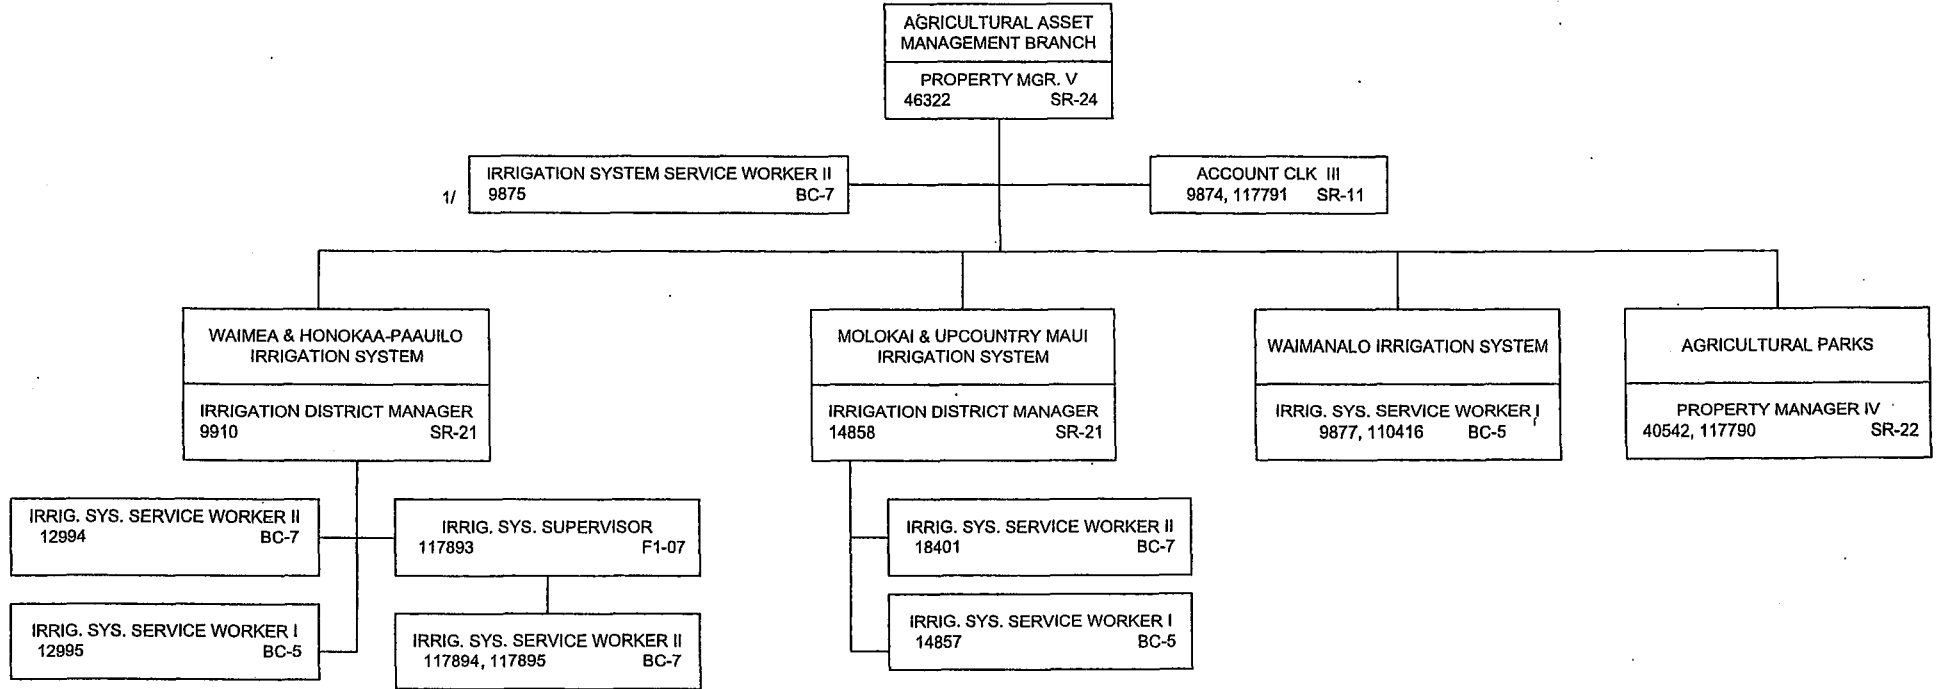 AGRICULTURAL ASSET
MANAGEMENT BRANCH
PROPERTY MGR. V
46322 SR-24
1/
IRRIGATION SYSTEM SERVICE WORKER II
9875 BC-7
ACCOUNT CLK III
9874, 117791 SR-11
WAIMEA & HONOKAA-PAAUILO
IRRIGATION SYSTEM
IRRIGATION DISTRICT MANAGER
9910 SR-21
MOLOKAI & UPCOUNTRY MAUI
IRRIGATION SYSTEM
IRRIGATION DISTRICT MANAGER
14858 SR-21
WAIMANALO IRRIGATION SYSTEM
IRRIG. SYS. SERVICE WORKER I
9877, 110416 BC-5
AGRICULTURAL PARKS
PROPERTY MANAGER IV
40542, 117790 SR-22
IRRIG. SYS. SERVICE WORKER II
12994 BC-7
IRRIG. SYS. SUPERVISOR
117893 F1-07
IRRIG. SYS. SERVICE WORKER II
18401 BC-7
IRRIG. SYS. SERVICE WORKER I
12995 BC-5
IRRIG. SYS. SERVICE WORKER II
117894, 117895 BC-7
IRRIG. SYS. SERVICE WORKER I
14857 BC-5